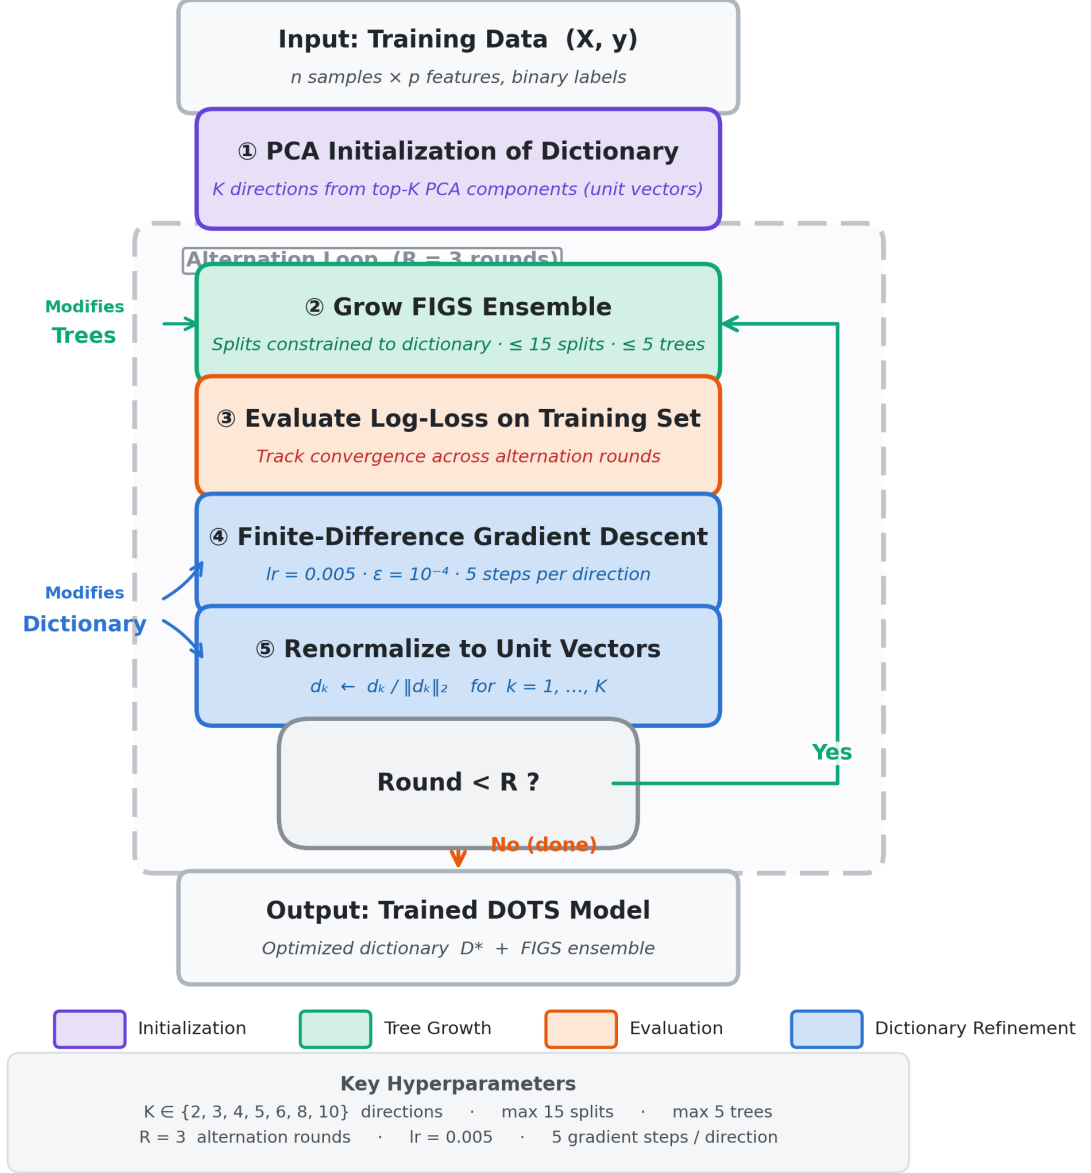 Input: Training Data (X, y)
n samples × p features, binary labels
① PCA Initialization of Dictionary
K directions from top-K PCA components (unit vectors)
Alternation Loop (R = 3 rounds)
② Grow FIGS Ensemble
Splits constrained to dictionary · ≤ 15 splits · ≤ 5 trees
Modifies
Trees
③ Evaluate Log-Loss on Training Set
Track convergence across alternation rounds
④ Finite-Difference Gradient Descent
lr = 0.005 · ε = 10⁻⁴ · 5 steps per direction
Modifies
Dictionary
⑤ Renormalize to Unit Vectors
dₖ ← dₖ / ‖dₖ‖₂ for k = 1, ..., K
Round < R ?
Yes
No (done)
Output: Trained DOTS Model
Optimized dictionary D* + FIGS ensemble
Initialization
Tree Growth
Evaluation
Dictionary Refinement
Key Hyperparameters
K ∈ {2, 3, 4, 5, 6, 8, 10} directions · max 15 splits · max 5 trees
R = 3 alternation rounds · lr = 0.005 · 5 gradient steps / direction